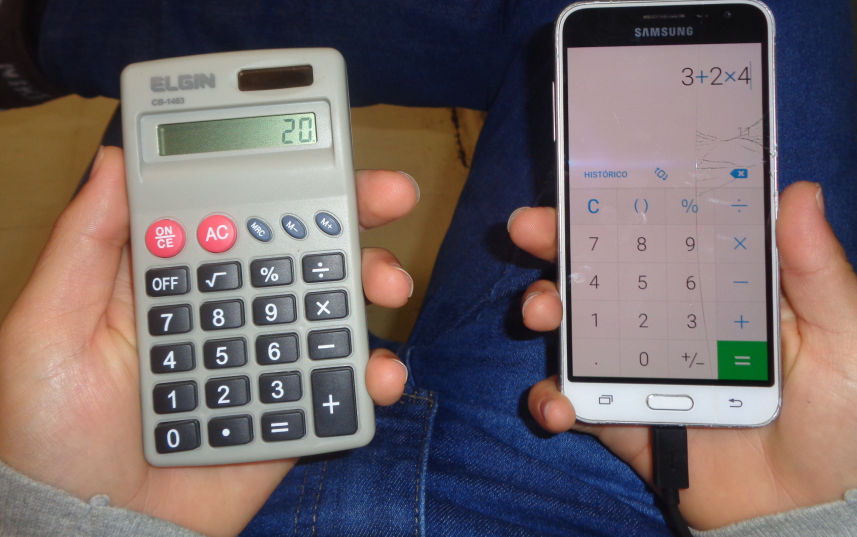 ELGIN
CB-1483
20
ON/CE AC MRC M- M+
OFF √ % ÷
7 8 9 ×
4 5 6 −
1 2 3 +
0 • =
SAMSUNG
3+2×4
11
HISTÓRICO
C ( ) % ÷
7 8 9 ×
4 5 6 −
1 2 3 +
. 0 +/− =